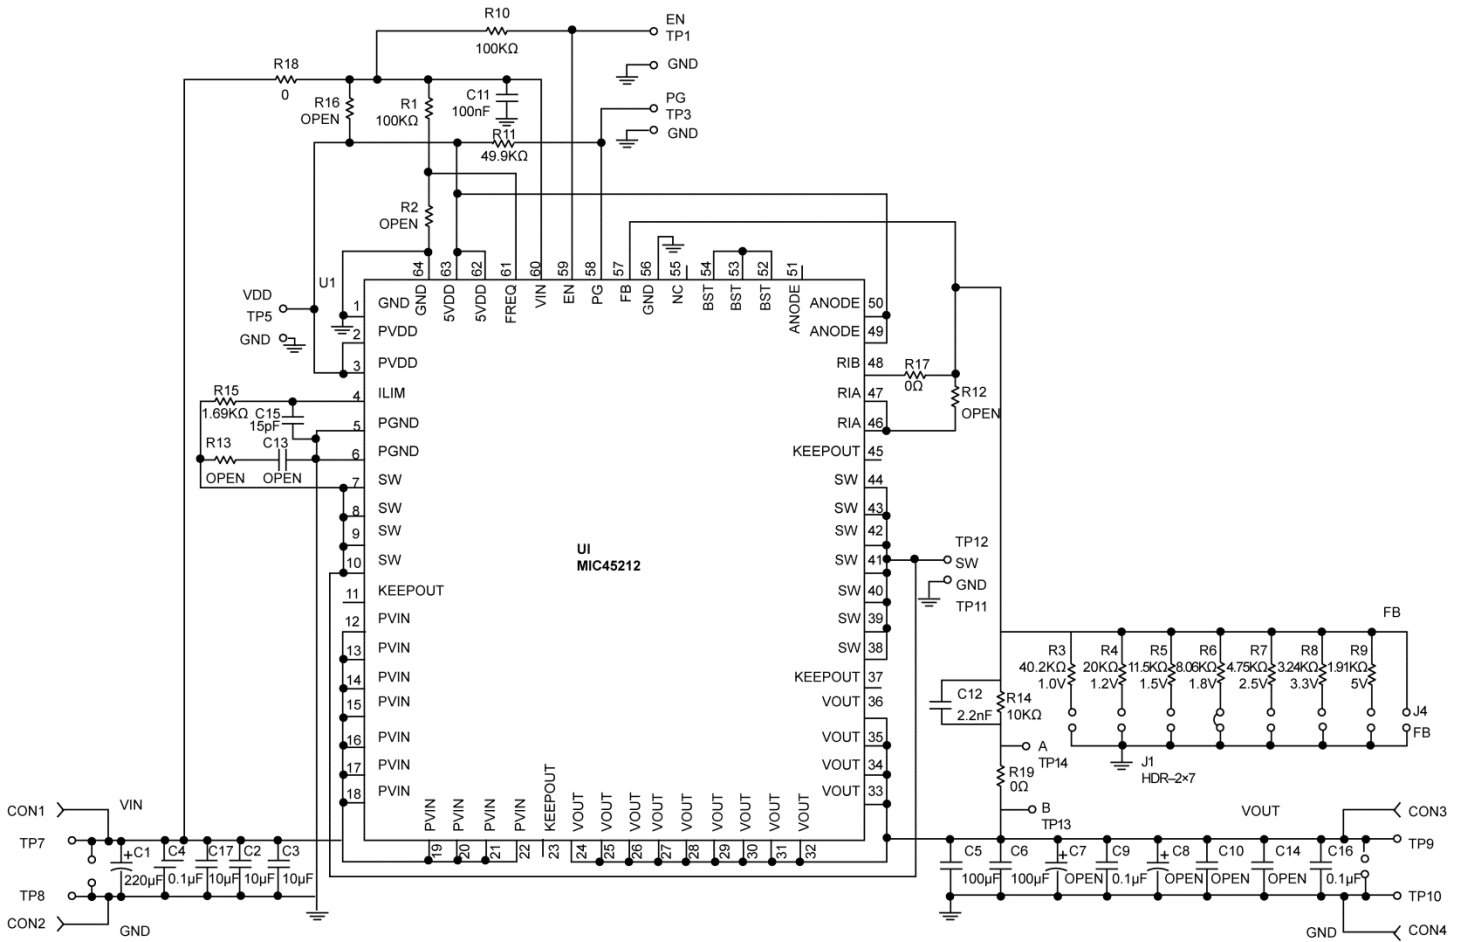 R10
100KΩ
EN
TP1
GND
PG
TP3
GND
R18
0
R16
OPEN
R1
100KΩ
C11
100nF
R11
49.9KΩ
R2
OPEN
U1
VDD
TP5
GND
64 63 62 61 60 59 58 57 56 55 54 53 52 51
GND 5VDD 5VDD FREQ VIN EN PG FB GND NC BST BST BST ANODE
1 GND
2 PVDD
3 PVDD
4 ILIM
5 PGND
6 PGND
7 SW
8 SW
9 SW
10 SW
11 KEEPOUT
12 PVIN
13 PVIN
14 PVIN
15 PVIN
16 PVIN
17 PVIN
18 PVIN
ANODE 50
ANODE 49
RIB 48
RIA 47
RIA 46
KEEPOUT 45
SW 44
SW 43
SW 42
SW 41
SW 40
SW 39
SW 38
KEEPOUT 37
VOUT 36
VOUT 35
VOUT 34
VOUT 33
PVIN PVIN PVIN PVIN KEEPOUT VOUT VOUT VOUT VOUT VOUT VOUT VOUT VOUT VOUT
19 20 21 22 23 24 25 26 27 28 29 30 31 32
UI
MIC45212
R15
1.69KΩ
C15
15pF
R13
OPEN
C13
OPEN
R17
0Ω
R12
OPEN
TP12
SW
GND
TP11
FB
R3
40.2KΩ
1.0V
R4
20KΩ
1.2V
R5
11.5KΩ
1.5V
R6
8.06KΩ
1.8V
R7
4.75KΩ
2.5V
R8
3.24KΩ
3.3V
R9
1.91KΩ
5V
C12
2.2nF
R14
10KΩ
J4
FB
A
TP14
J1
HDR–2×7
R19
0Ω
B
TP13
VOUT
CON1
VIN
TP7
+
C1
220µF
C4
0.1µF
C17
10µF
C2
10µF
C3
10µF
TP8
CON2
GND
C5
100µF
C6
100µF
+
C7
OPEN
C9
0.1µF
+
C8
OPEN
C10
OPEN
C14
OPEN
C16
0.1µF
CON3
TP9
TP10
GND
CON4